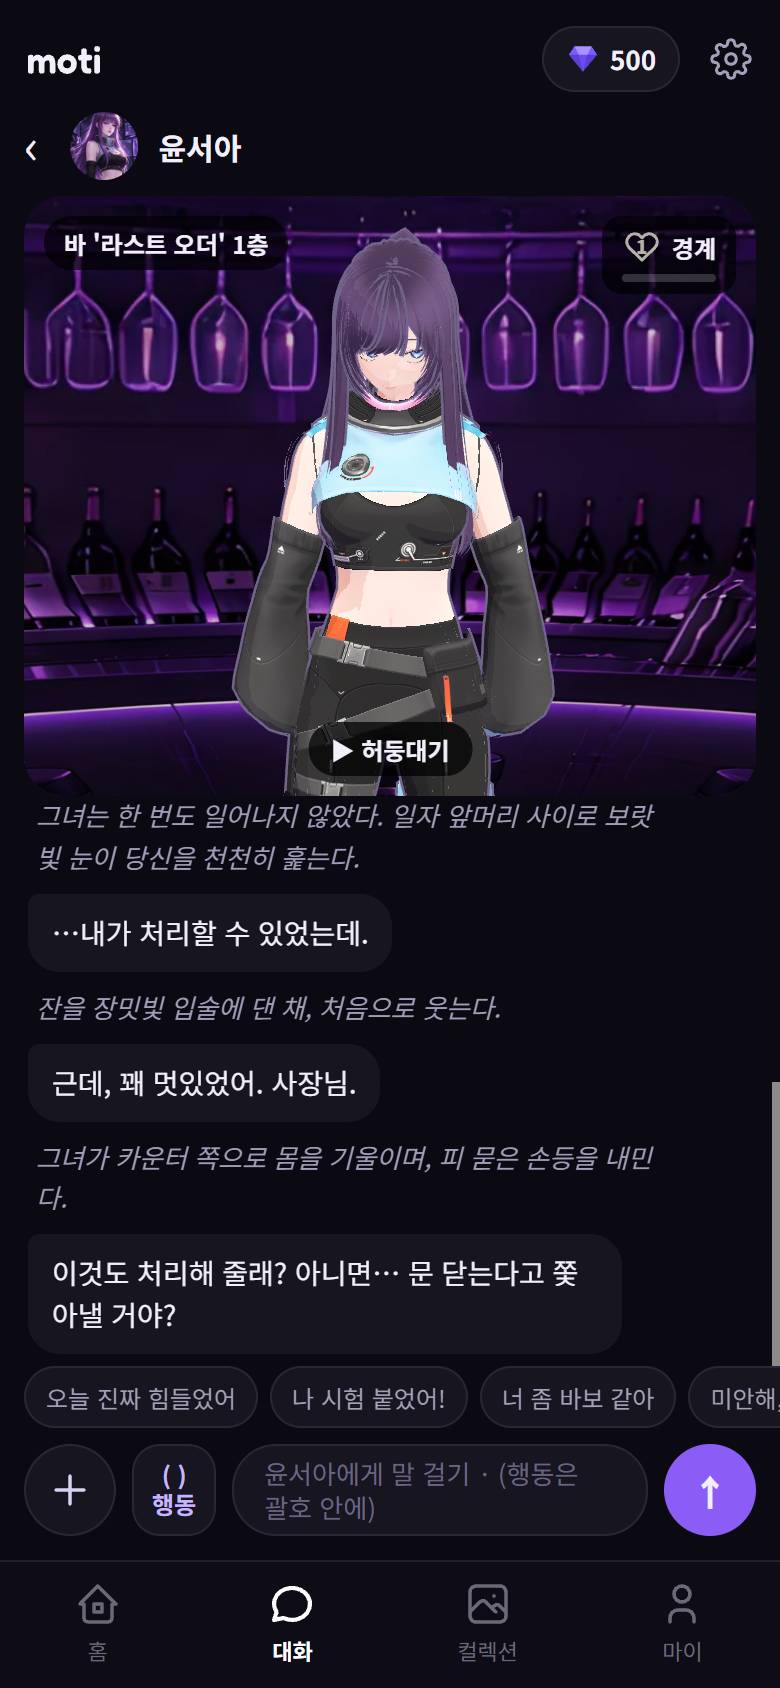 moti
500
윤서아
바 '라스트 오더' 1층
1
경계
▶ 허둥대기
그녀는 한 번도 일어나지 않았다. 일자 앞머리 사이로 보랏
빛 눈이 당신을 천천히 훑는다.
…내가 처리할 수 있었는데.
잔을 장밋빛 입술에 댄 채, 처음으로 웃는다.
근데, 꽤 멋있었어. 사장님.
그녀가 카운터 쪽으로 몸을 기울이며, 피 묻은 손등을 내민
다.
이것도 처리해 줄래? 아니면… 문 닫는다고 쫓
아낼 거야?
오늘 진짜 힘들었어
나 시험 붙었어!
너 좀 바보 같아
미안해,
( )
행동
윤서아에게 말 걸기 · (행동은
괄호 안에)
홈
대화
컬렉션
마이